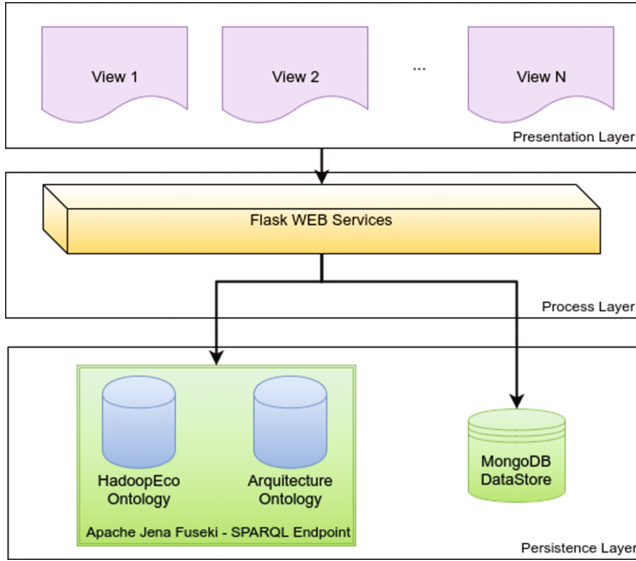 View 1
View 2
...
View N
Presentation Layer
Flask WEB Services
Process Layer
HadoopEco
Ontology
Arquitecture
Ontology
MongoDB
DataStore
Apache Jena Fuseki - SPARQL Endpoint
Persistence Layer